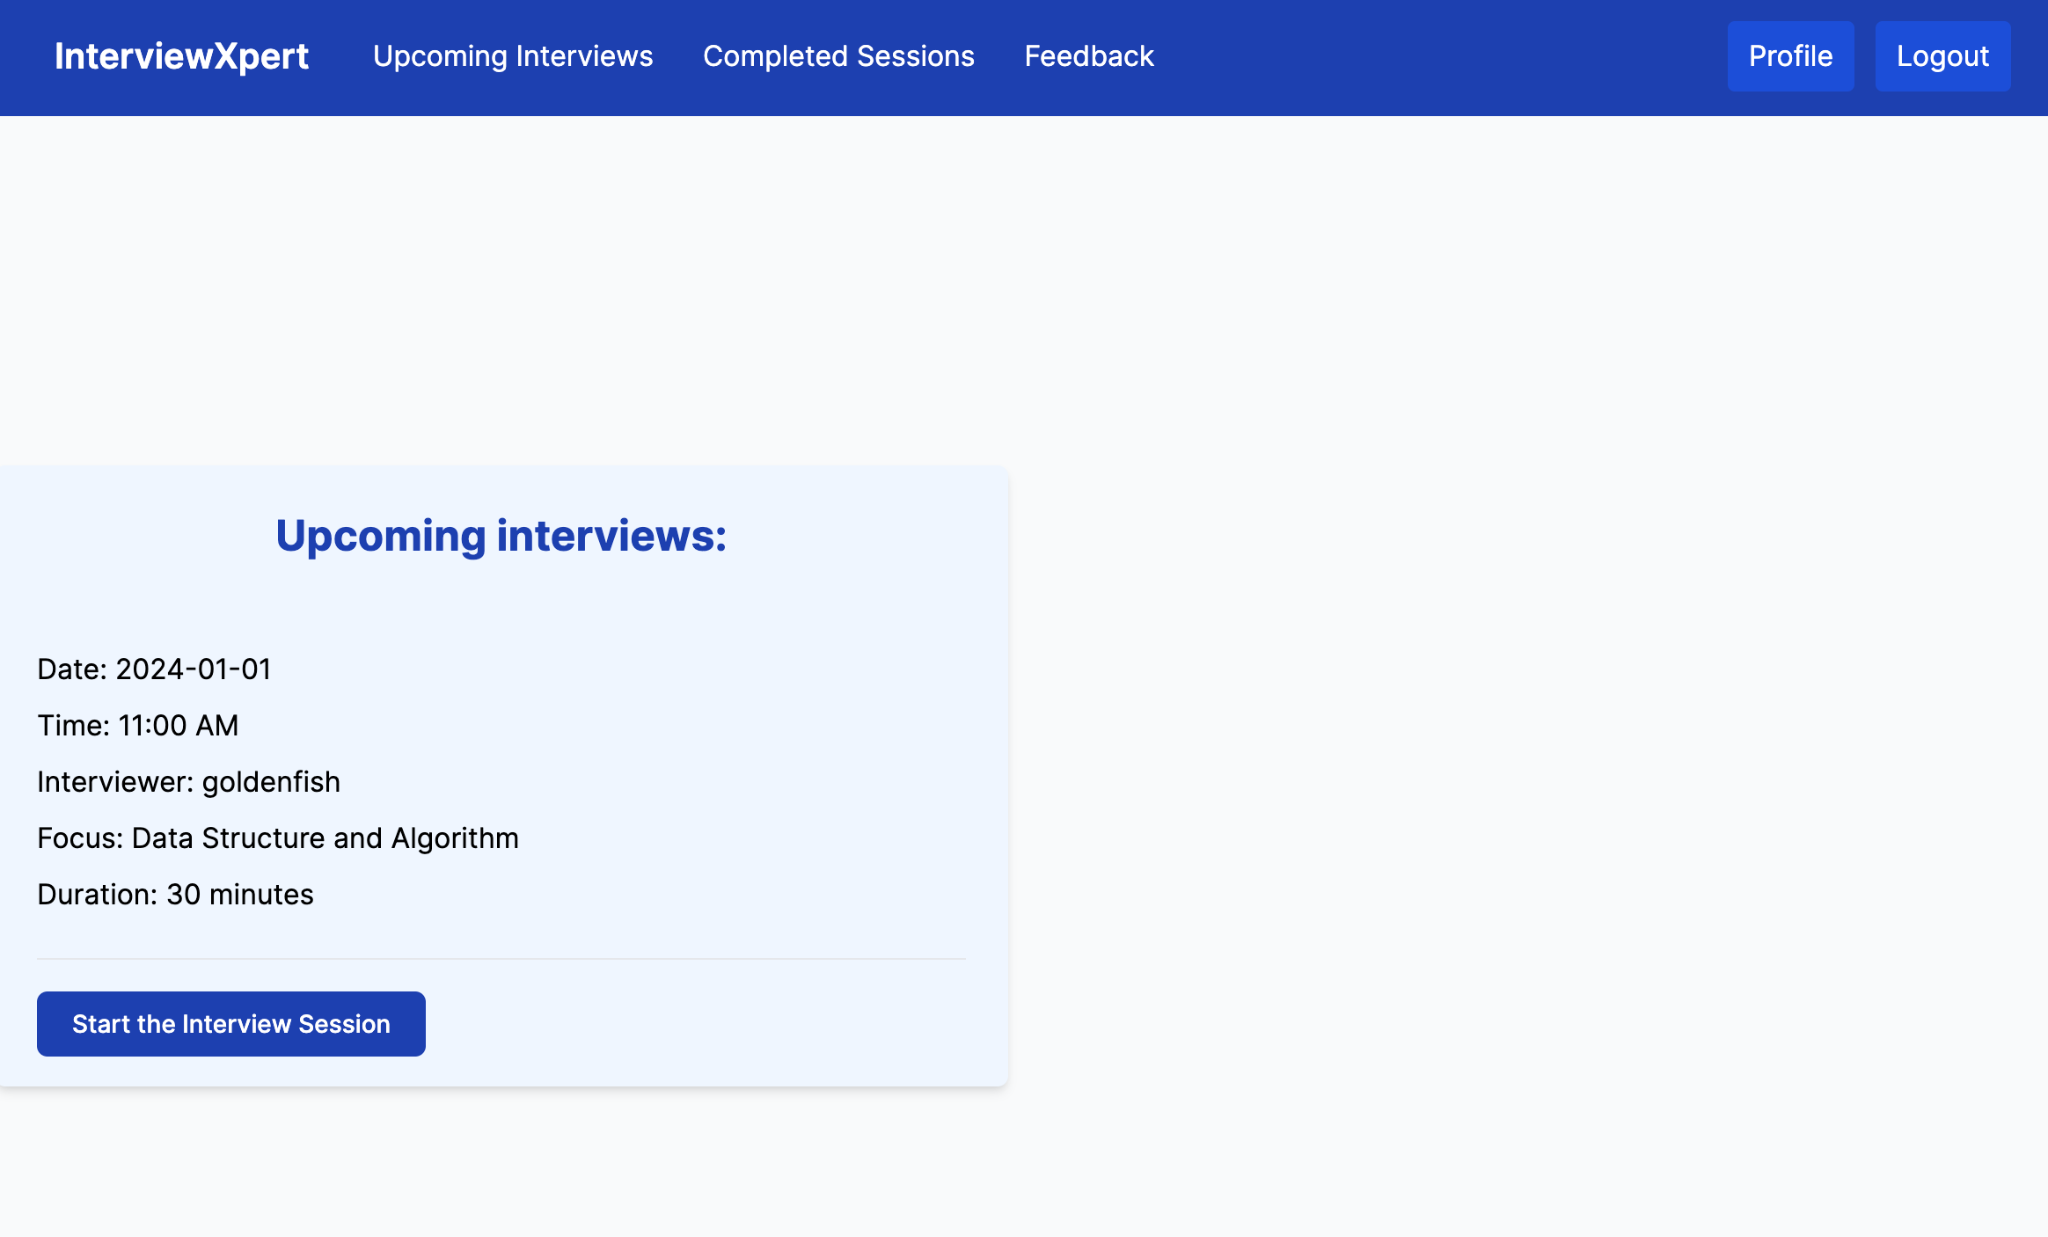 InterviewXpert Upcoming Interviews Completed Sessions Feedback Profile Logout
Upcoming interviews:
Date: 2024-01-01
Time: 11:00 AM
Interviewer: goldenfish
Focus: Data Structure and Algorithm
Duration: 30 minutes
Start the Interview Session